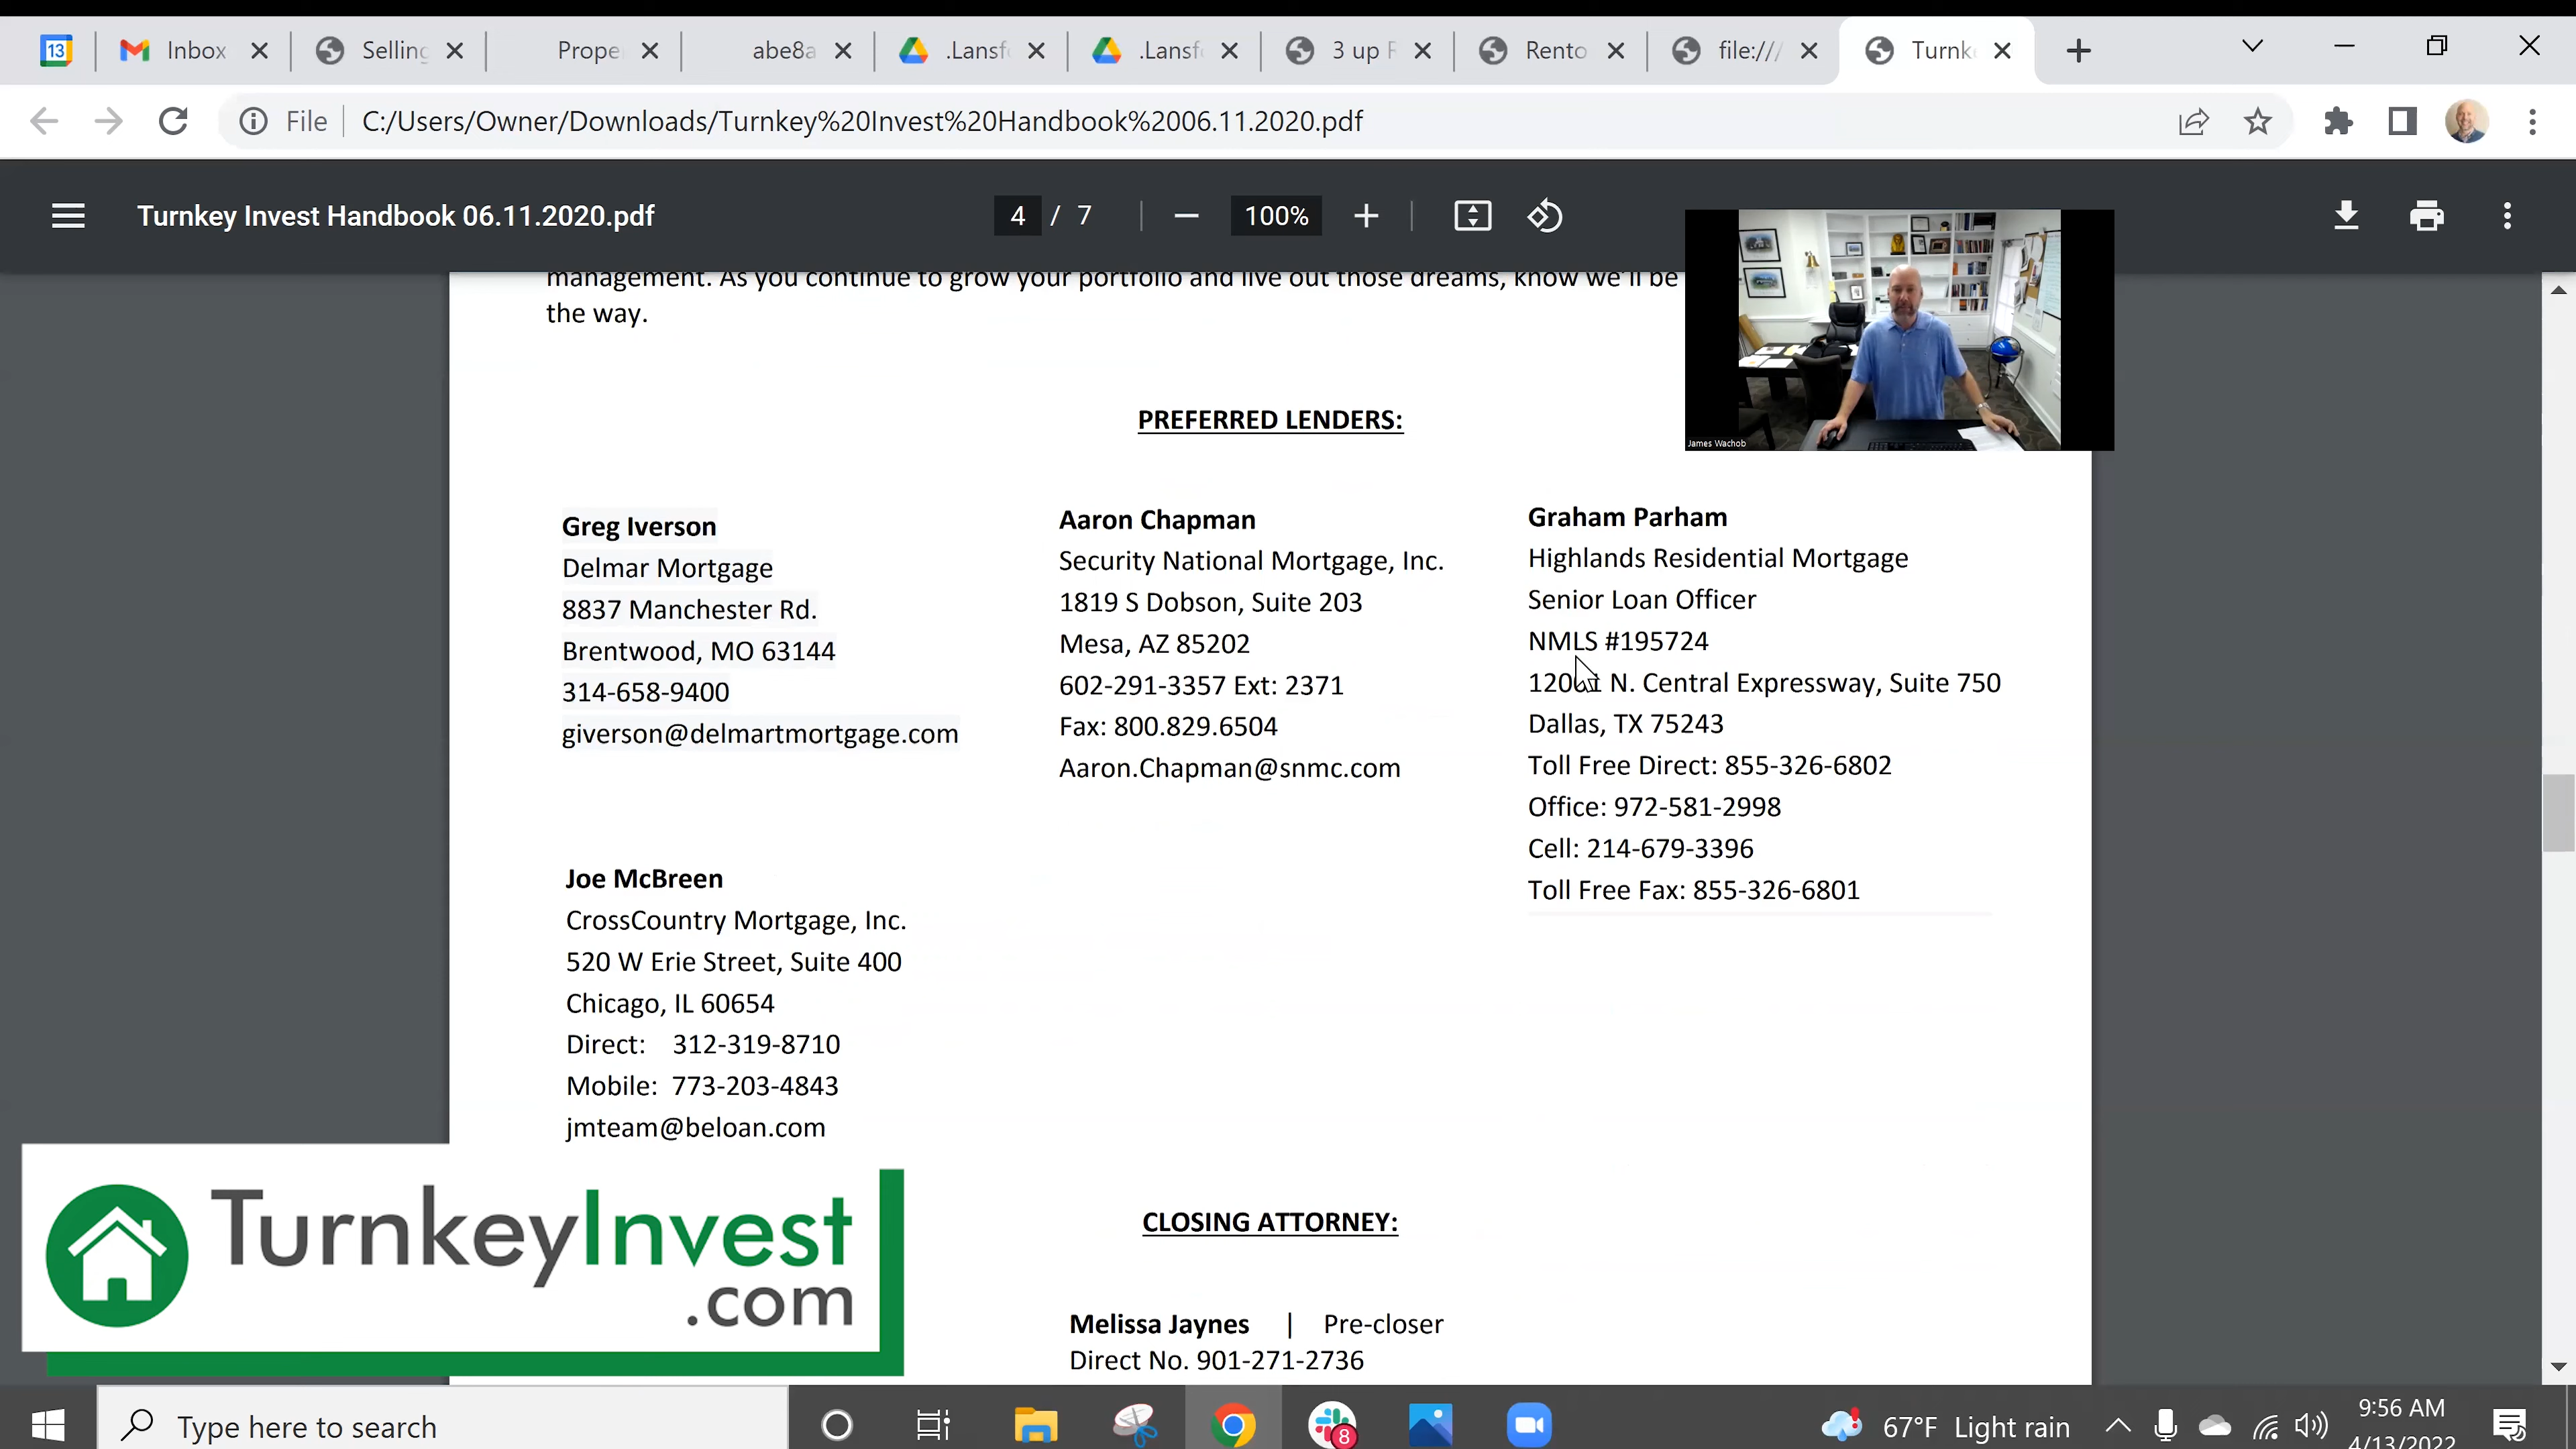 13
Inbox
Selling
Prope
abe8a
.Lansf
.Lansf
3 up F
Rento
file:///
Turnk
File
C:/Users/Owner/Downloads/Turnkey%20Invest%20Handbook%2006.11.2020.pdf
Turnkey Invest Handbook 06.11.2020.pdf
4 / 7
100%
management. As you continue to grow your portfolio and live out those dreams, know we'll be
the way.
James Wachob
PREFERRED LENDERS:
Greg Iverson
Delmar Mortgage
8837 Manchester Rd.
Brentwood, MO 63144
314-658-9400
giverson@delmartmortgage.com
Aaron Chapman
Security National Mortgage, Inc.
1819 S Dobson, Suite 203
Mesa, AZ 85202
602-291-3357 Ext: 2371
Fax: 800.829.6504
Aaron.Chapman@snmc.com
Graham Parham
Highlands Residential Mortgage
Senior Loan Officer
NMLS #195724
N. Central Expressway, Suite 750
Dallas, TX 75243
Toll Free Direct: 855-326-6802
Office: 972-581-2998
Cell: 214-679-3396
Toll Free Fax: 855-326-6801
Joe McBreen
CrossCountry Mortgage, Inc.
520 W Erie Street, Suite 400
Chicago, IL 60654
Direct: 312-319-8710
Mobile: 773-203-4843
jmteam@beloan.com
CLOSING ATTORNEY:
Melissa Jaynes | Pre-closer
Direct No. 901-271-2736
TurnkeyInvest
.com
Type here to search
8
67°F Light rain
9:56 AM
4/13/2022